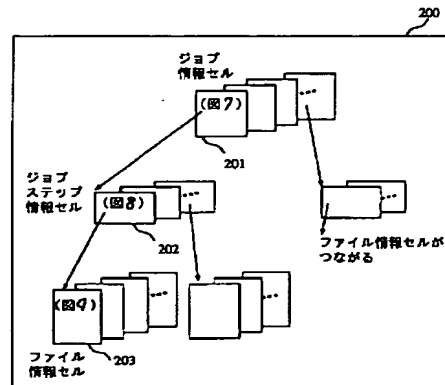 200
ジョブ
情報セル
(図7)
201
ジョブ
ステップ
情報セル
(図8)
202
ファイル情報セルが
つながる
(図9)
ファイル
情報セル
203